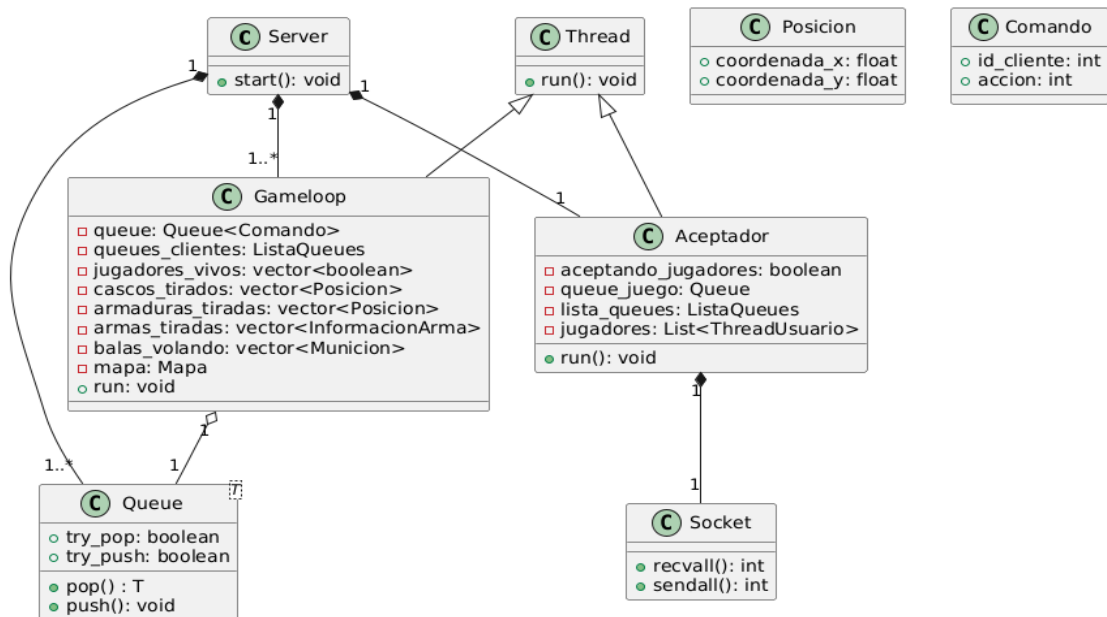 C Server
+ start(): void
C Thread
+ run(): void
C Posicion
coordenada_x: float
coordenada_y: float
C Comando
id_cliente: int
accion: int
1
1
1
1..*
1
C Gameloop
queue: Queue<Comando>
queues_clientes: ListaQueues
jugadores_vivos: vector<boolean>
cascos_tirados: vector<Posicion>
armaduras_tiradas: vector<Posicion>
armas_tiradas: vector<InformacionArma>
balas_volando: vector<Municion>
mapa: Mapa
run: void
C Aceptador
aceptando_jugadores: boolean
queue_juego: Queue
lista_queues: ListaQueues
jugadores: List<ThreadUsuario>
run(): void
1
1
1..*
1
1
C Queue
T
try_pop: boolean
try_push: boolean
pop() : T
push(): void
C Socket
recvall(): int
sendall(): int